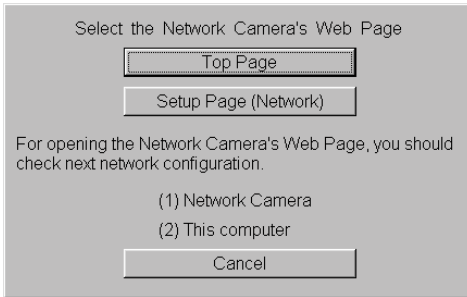 Select the Network Camera's Web Page
Top Page
Setup Page (Network)
For opening the Network Camera's Web Page, you should
check next network configuration.
(1) Network Camera
(2) This computer
Cancel